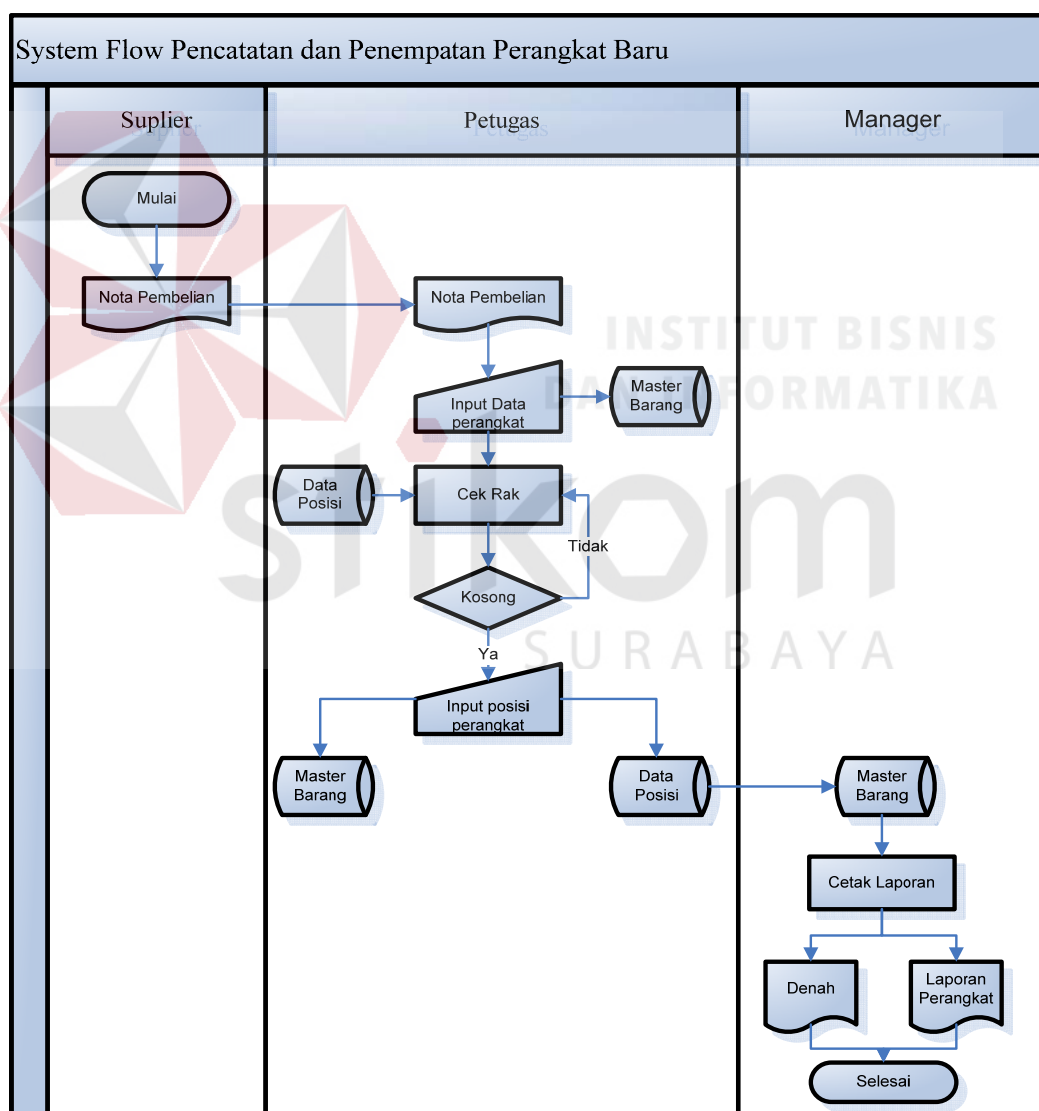 System Flow Pencatatan dan Penempatan Perangkat Baru
Suplier
Petugas
Manager
Mulai
Nota Pembelian
Nota Pembelian
INSTITUT BISNIS
DAN INFORMATIKA
Input Data
perangkat
Master
Barang
Data
Posisi
Cek Rak
stikom
Tidak
Kosong
SURABAYA
Ya
Input posisi
perangkat
Master
Barang
Data
Posisi
Master
Barang
Cetak Laporan
Denah
Laporan
Perangkat
Selesai